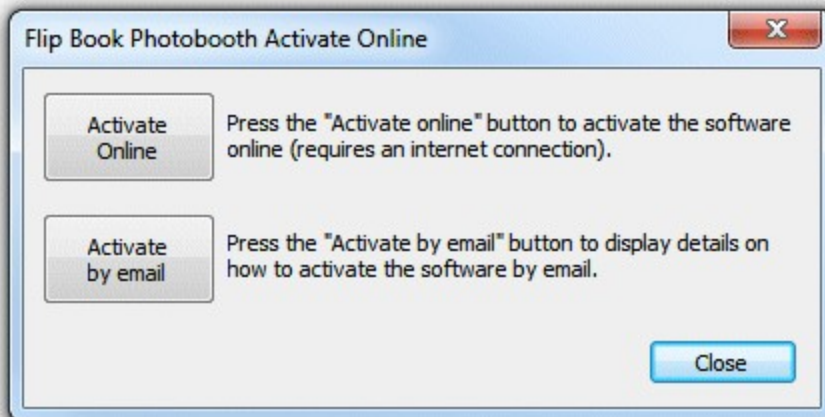 Flip Book Photobooth Activate Online
Activate
Online
Press the "Activate online" button to activate the software
online (requires an internet connection).
Activate
by email
Press the "Activate by email" button to display details on
how to activate the software by email.
Close